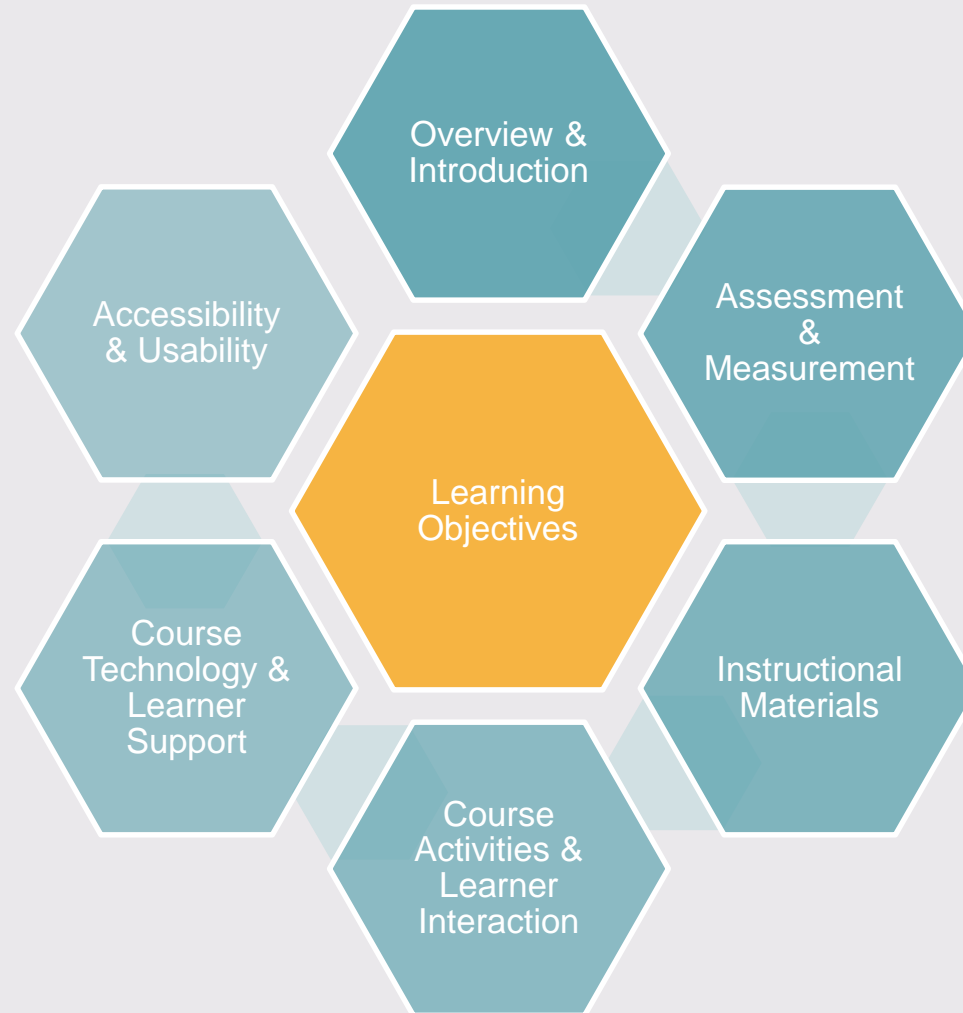 Overview &
Introduction
Assessment
&
Measurement
Instructional
Materials
Course
Activities &
Learner
Interaction
Course
Technology &
Learner
Support
Accessibility
& Usability
Learning
Objectives